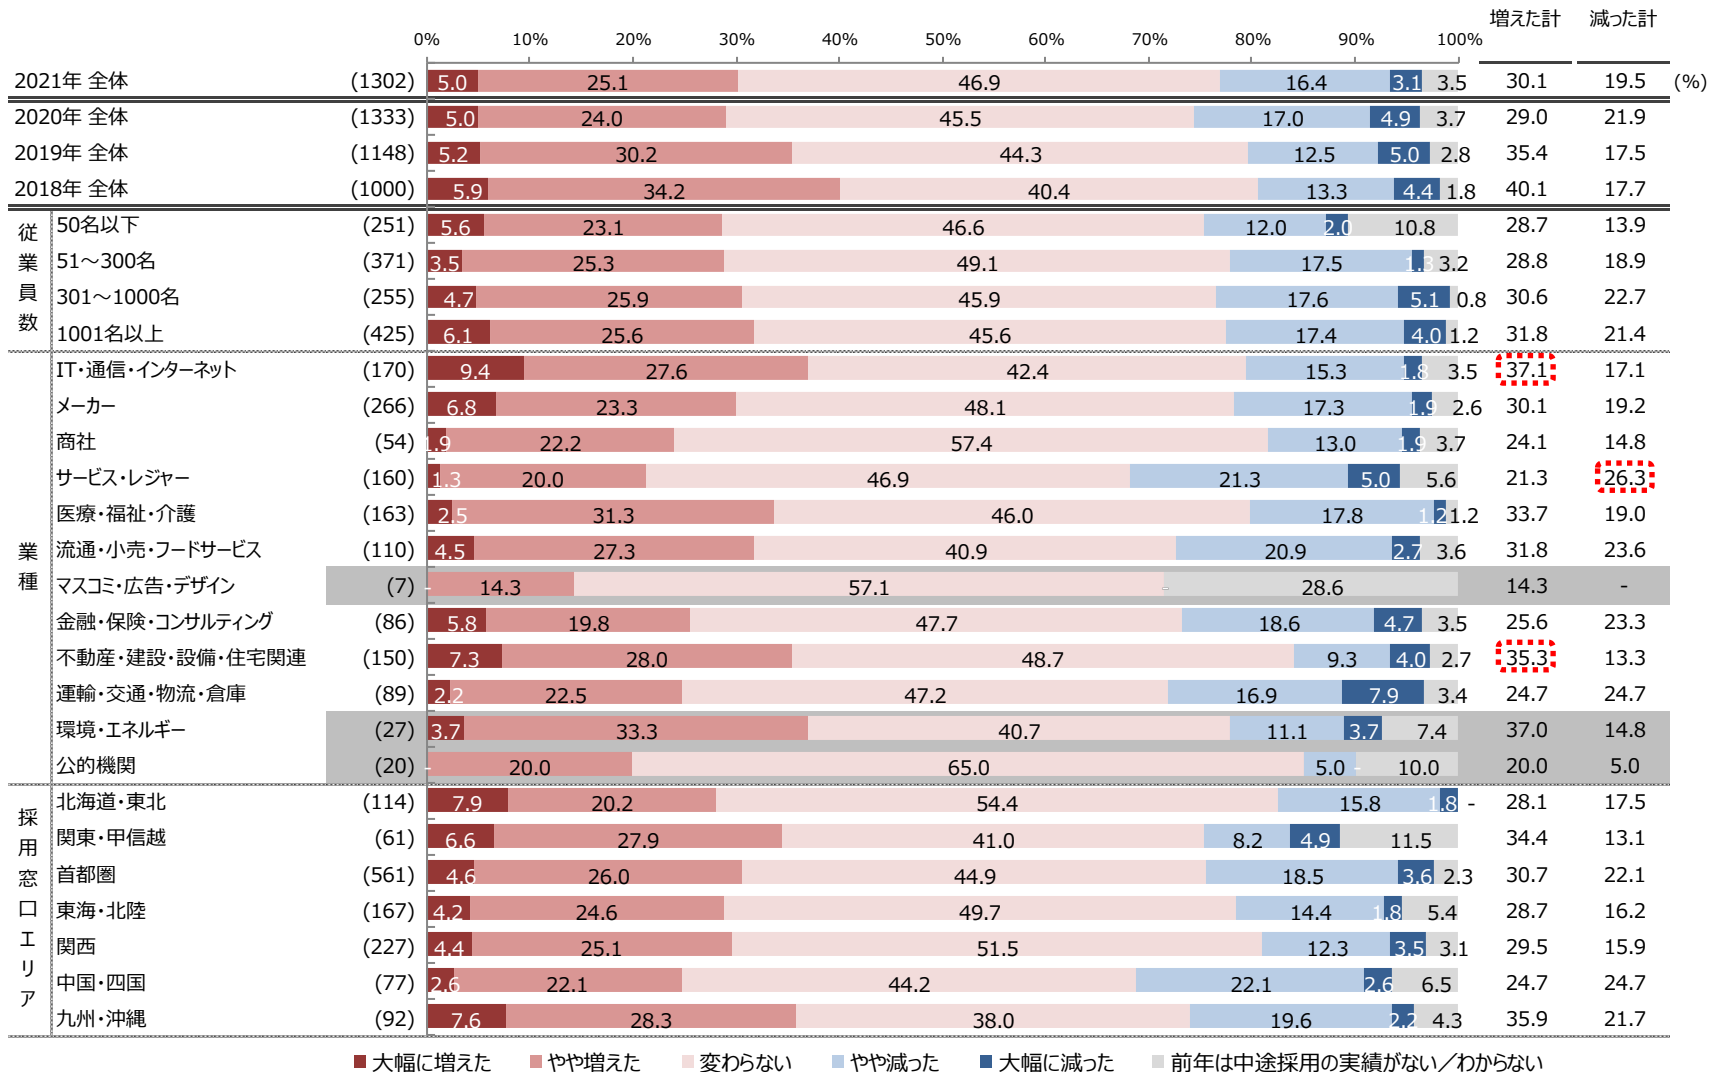 増えた計 減った計
0% 10% 20% 30% 40% 50% 60% 70% 80% 90% 100%
2021年 全体 (1302) 5.0 25.1 46.9 16.4 3.1 3.5 30.1 19.5 (%)
2020年 全体 (1333) 5.0 24.0 45.5 17.0 4.9 3.7 29.0 21.9
2019年 全体 (1148) 5.2 30.2 44.3 12.5 5.0 2.8 35.4 17.5
2018年 全体 (1000) 5.9 34.2 40.4 13.3 4.4 1.8 40.1 17.7
従業員数
50名以下 (251) 5.6 23.1 46.6 12.0 2.0 10.8 28.7 13.9
51～300名 (371) 3.5 25.3 49.1 17.5 1.3 3.2 28.8 18.9
301～1000名 (255) 4.7 25.9 45.9 17.6 5.1 0.8 30.6 22.7
1001名以上 (425) 6.1 25.6 45.6 17.4 4.0 1.2 31.8 21.4
業種
IT・通信・インターネット (170) 9.4 27.6 42.4 15.3 1.8 3.5 37.1 17.1
メーカー (266) 6.8 23.3 48.1 17.3 1.9 2.6 30.1 19.2
商社 (54) 1.9 22.2 57.4 13.0 1.9 3.7 24.1 14.8
サービス・レジャー (160) 1.3 20.0 46.9 21.3 5.0 5.6 21.3 26.3
医療・福祉・介護 (163) 2.5 31.3 46.0 17.8 1.2 1.2 33.7 19.0
流通・小売・フードサービス (110) 4.5 27.3 40.9 20.9 2.7 3.6 31.8 23.6
マスコミ・広告・デザイン (7) - 14.3 57.1 - 28.6 14.3 -
金融・保険・コンサルティング (86) 5.8 19.8 47.7 18.6 4.7 3.5 25.6 23.3
不動産・建設・設備・住宅関連 (150) 7.3 28.0 48.7 9.3 4.0 2.7 35.3 13.3
運輸・交通・物流・倉庫 (89) 2.2 22.5 47.2 16.9 7.9 3.4 24.7 24.7
環境・エネルギー (27) 3.7 33.3 40.7 11.1 3.7 7.4 37.0 14.8
公的機関 (20) - 20.0 65.0 5.0 - 10.0 20.0 5.0
採用窓口エリア
北海道・東北 (114) 7.9 20.2 54.4 15.8 1.8 - 28.1 17.5
関東・甲信越 (61) 6.6 27.9 41.0 8.2 4.9 11.5 34.4 13.1
首都圏 (561) 4.6 26.0 44.9 18.5 3.6 2.3 30.7 22.1
東海・北陸 (167) 4.2 24.6 49.7 14.4 1.8 5.4 28.7 16.2
関西 (227) 4.4 25.1 51.5 12.3 3.5 3.1 29.5 15.9
中国・四国 (77) 2.6 22.1 44.2 22.1 2.6 6.5 24.7 24.7
九州・沖縄 (92) 7.6 28.3 38.0 19.6 2.2 4.3 35.9 21.7
大幅に増えた やや増えた 変わらない やや減った 大幅に減った 前年は中途採用の実績がない／わからない